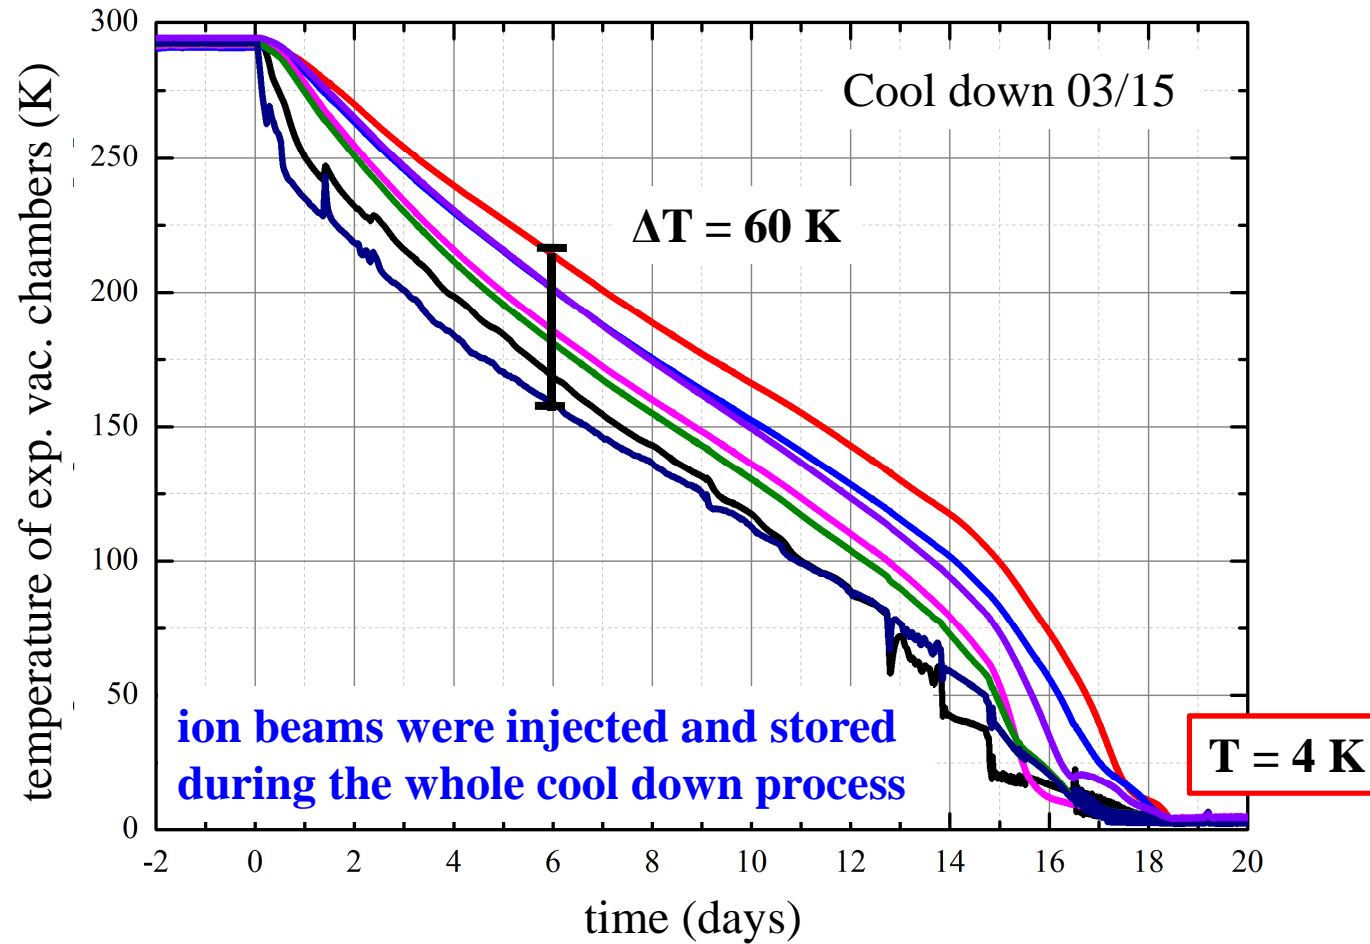 temperature of exp. vac. chambers (K)
300
250
200
150
100
50
0
Cool down 03/15
ΔT = 60 K
ion beams were injected and stored
during the whole cool down process
T = 4 K
-2 0 2 4 6 8 10 12 14 16 18 20
time (days)